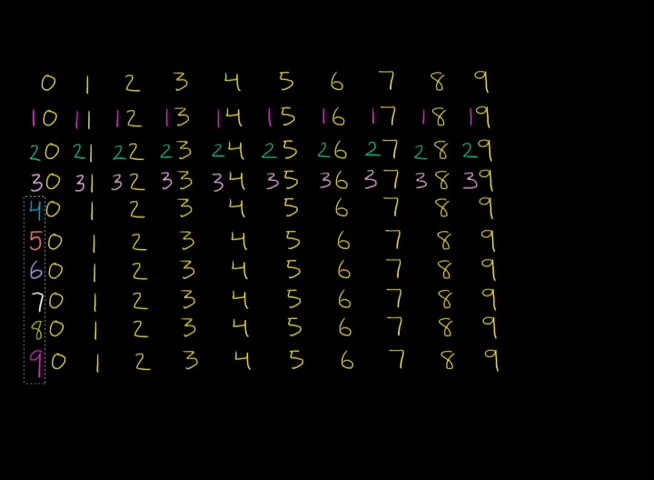 0 1 2 3 4 5 6 7 8 9
10 11 12 13 14 15 16 17 18 19
20 21 22 23 24 25 26 27 28 29
30 31 32 33 34 35 36 37 38 39
40 1 2 3 4 5 6 7 8 9
50 1 2 3 4 5 6 7 8 9
60 1 2 3 4 5 6 7 8 9
70 1 2 3 4 5 6 7 8 9
80 1 2 3 4 5 6 7 8 9
90 1 2 3 4 5 6 7 8 9